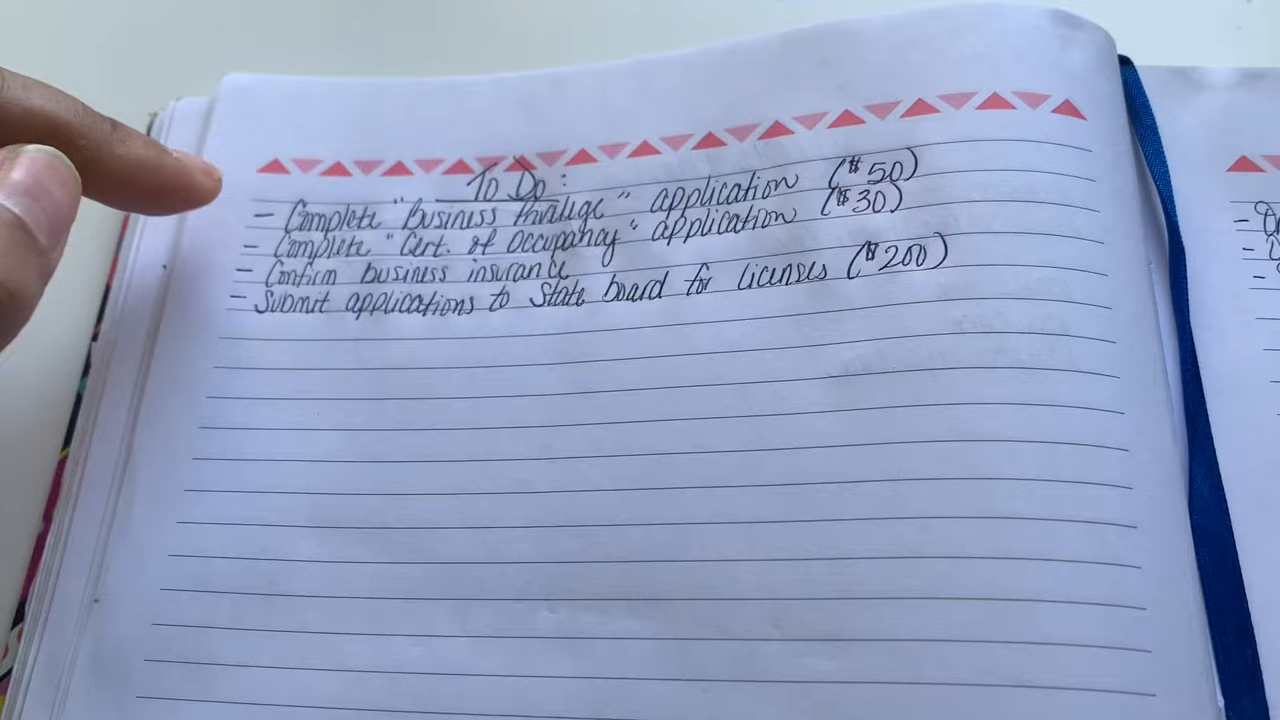 To Do:
- Complete "Business Privilege" application ($50)
- Complete "Cert. of Occupancy" application ($30)
- Confirm business insurance
- Submit applications to State board for licenses ($200)